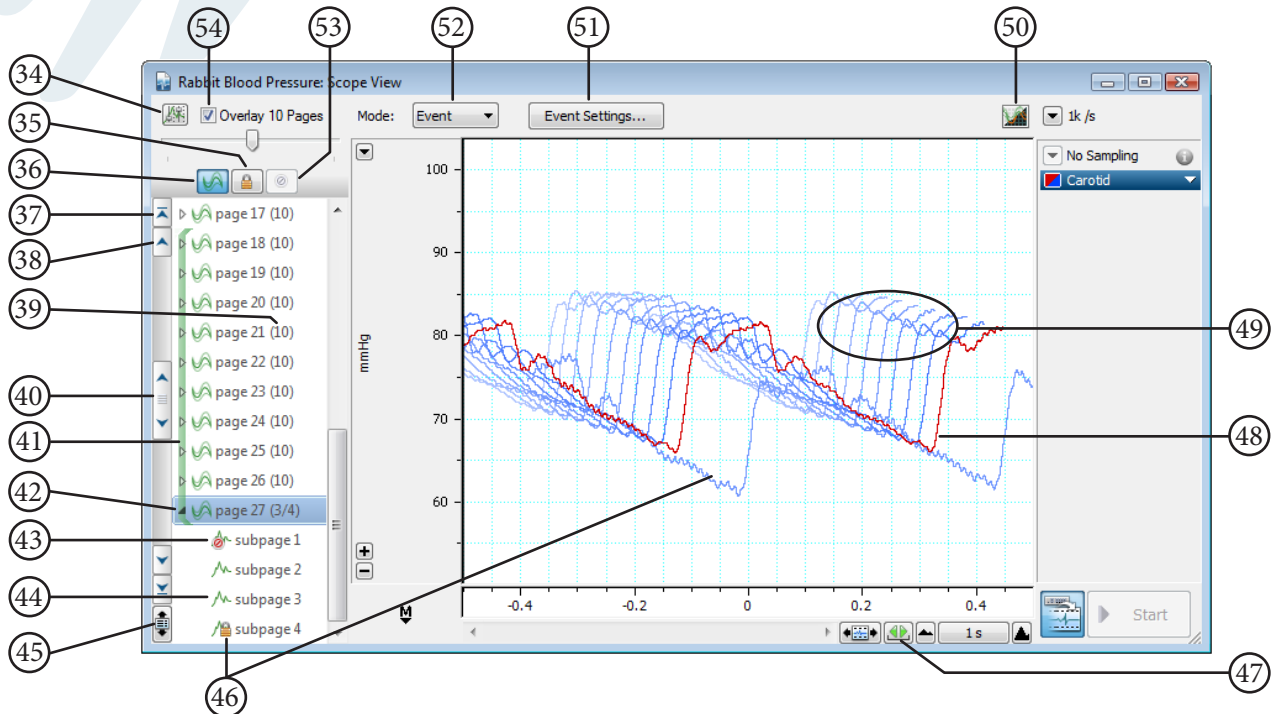 54
53
52
51
50
34
Rabbit Blood Pressure: Scope View
Overlay 10 Pages
Mode:
Event
Event Settings...
1k /s
35
36
No Sampling
Carotid
37
page 17 (10)
38
page 18 (10)
page 19 (10)
39
page 20 (10)
page 21 (10)
page 22 (10)
40
page 23 (10)
41
page 24 (10)
page 25 (10)
page 26 (10)
42
page 27 (3/4)
43
subpage 1
subpage 2
44
subpage 3
45
subpage 4
46
100
90
80
70
60
mmHg
49
48
M
-0.4
-0.2
0
0.2
0.4
1 s
Start
47